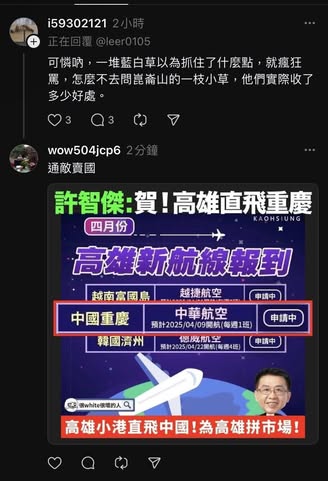 i59302121 2小時
正在回覆 @leer0105
可憐吶，一堆藍白草以為抓住了什麼點，就瘋狂
罵，怎麼不去問崑崙山的一枝小草，他們實際收了
多少好處。
3 3
wow504jcp6 2分鐘
通敵賣國
許智傑:賀！高雄直飛重慶
KAOHSIUNG
四月份
高雄新航線報到
越南富國島 越捷航空 申請中
中國重慶 中華航空 申請中
預計2025/04/09開航(每週1班)
韓國濟州 德威航空 申請中
預計2025/04/22開航(每週4班)
很white很嗆的人
高雄小港直飛中國！為高雄拼市場！